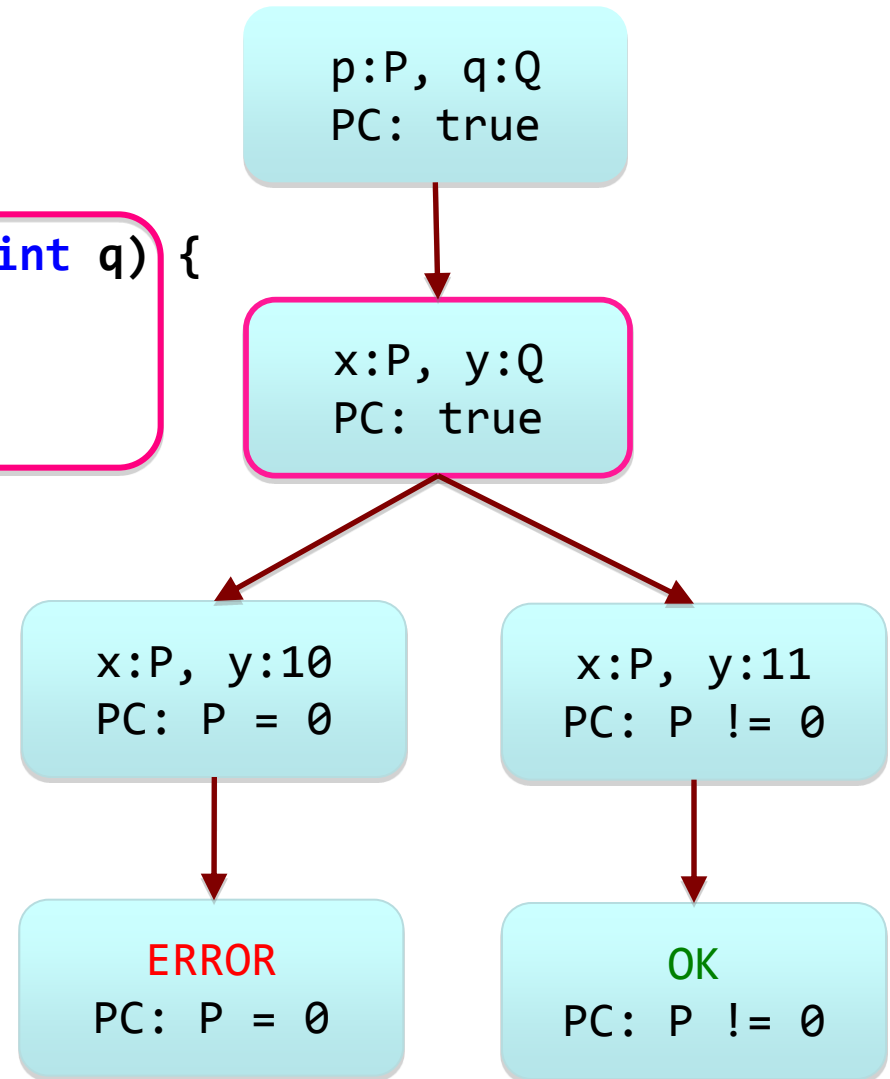 p:P, q:Q
PC: true
int q) {
x:P, y:Q
PC: true
x:P, y:10
PC: P = 0
x:P, y:11
PC: P != 0
ERROR
PC: P = 0
OK
PC: P != 0